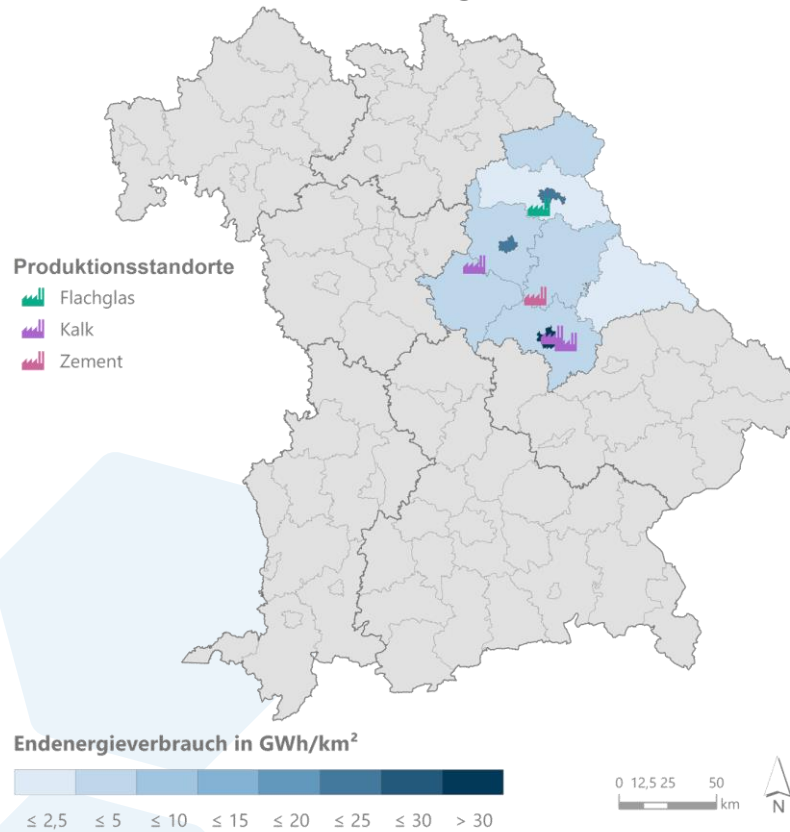 Produktionsstandorte
Flachglas
Kalk
Zement
Endenergieverbrauch in GWh/km²
≤ 2,5 ≤ 5 ≤ 10 ≤ 15 ≤ 20 ≤ 25 ≤ 30 > 30
0 12,5 25 50
km
N